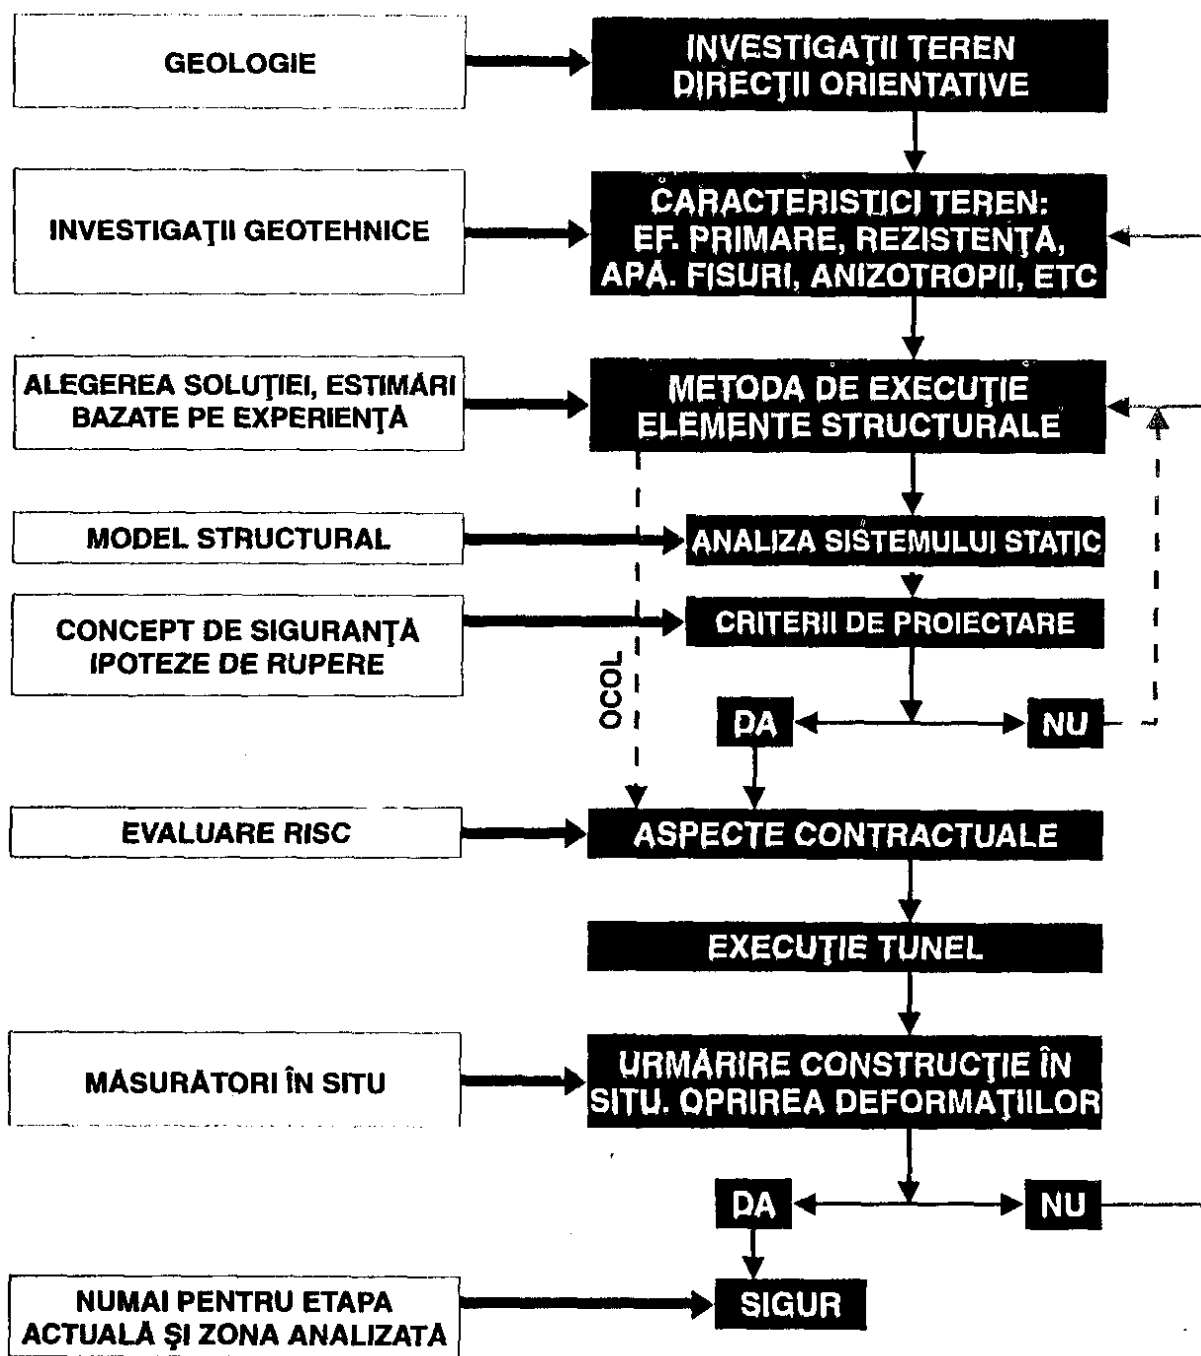 GEOLOGIE
INVESTIGAŢII TEREN
DIRECŢII ORIENTATIVE
INVESTIGAŢII GEOTEHNICE
CARACTERISTICI TEREN:
EF. PRIMARE, REZISTENŢĂ,
APĂ. FISURI, ANIZOTROPII, ETC
ALEGEREA SOLUŢIEI, ESTIMĂRI
BAZATE PE EXPERIENŢĂ
METODA DE EXECUŢIE
ELEMENTE STRUCTURALE
MODEL STRUCTURAL
ANALIZA SISTEMULUI STATIC
CONCEPT DE SIGURANŢĂ
IPOTEZE DE RUPERE
CRITERII DE PROIECTARE
OCOL
DA
NU
EVALUARE RISC
ASPECTE CONTRACTUALE
EXECUŢIE TUNEL
MĂSURĂTORI ÎN SITU
URMĂRIRE CONSTRUCŢIE ÎN
SITU. OPRIREA DEFORMAŢIILOR
DA
NU
NUMAI PENTRU ETAPA
ACTUALĂ ŞI ZONA ANALIZATĂ
SIGUR